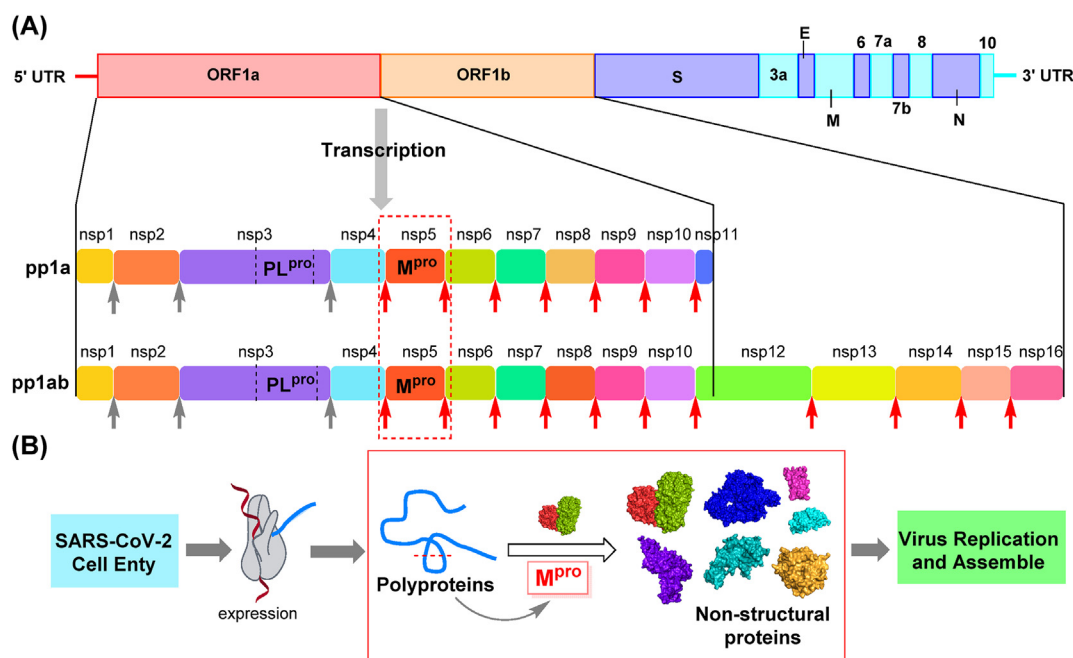 (A)
E 6 7a 8 10
5' UTR ORF1a ORF1b S 3a 3' UTR
M 7b N
Transcription
nsp1 nsp2 nsp3 nsp4 nsp5 nsp6 nsp7 nsp8 nsp9 nsp10 nsp11
pp1a PLpro Mpro
nsp1 nsp2 nsp3 nsp4 nsp5 nsp6 nsp7 nsp8 nsp9 nsp10 nsp12 nsp13 nsp14 nsp15 nsp16
pp1ab PLpro Mpro
(B)
SARS-CoV-2
Cell Enty
expression
Polyproteins
Mpro
Non-structural
proteins
Virus Replication
and Assemble